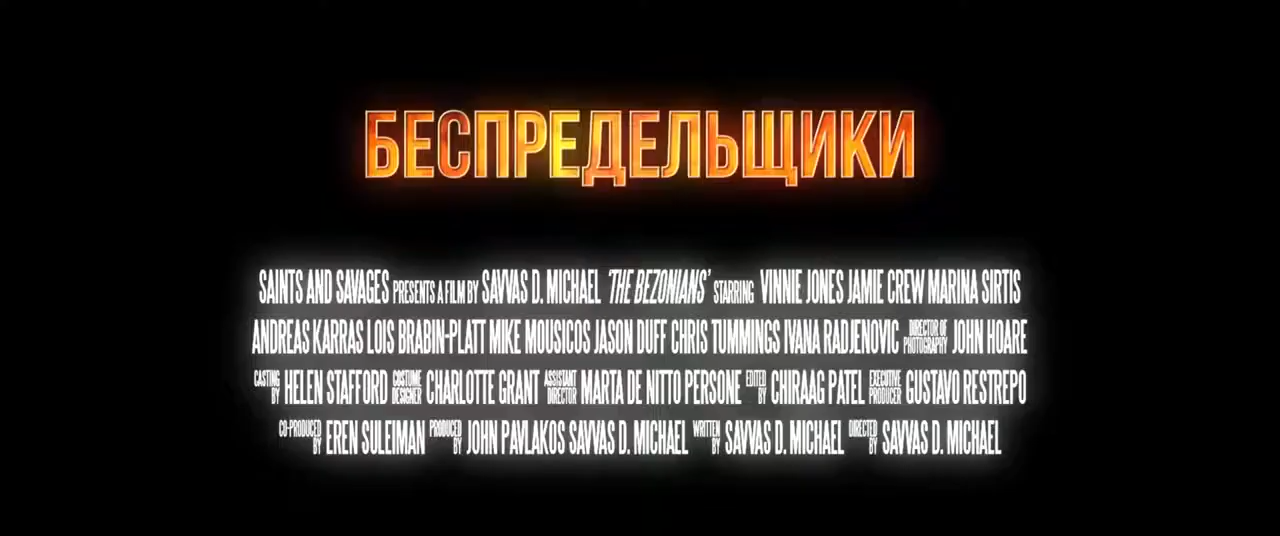 БЕСПРЕДЕЛЬЩИКИ
SAINTS AND SAVAGES PRESENTS A FILM BY SAVVAS D. MICHAEL 'THE BEZONIANS' STARRING VINNIE JONES JAMIE CREW MARINA SIRTIS
ANDREAS KARRAS LOIS BRABIN-PLATT MIKE MOUSICOS JASON DUFF CHRIS TUMMINGS IVANA RADJENOVIC DIRECTOR OF PHOTOGRAPHY JOHN HOARE
CASTING BY HELEN STAFFORD COSTUME DESIGNER CHARLOTTE GRANT ASSISTANT DIRECTOR MARTA DE NITTO PERSONE EDITED BY CHIRAAG PATEL EXECUTIVE PRODUCER GUSTAVO RESTREPO
CO-PRODUCED BY EREN SULEIMAN PRODUCED BY JOHN PAVLAKOS SAVVAS D. MICHAEL WRITTEN BY SAVVAS D. MICHAEL DIRECTED BY SAVVAS D. MICHAEL